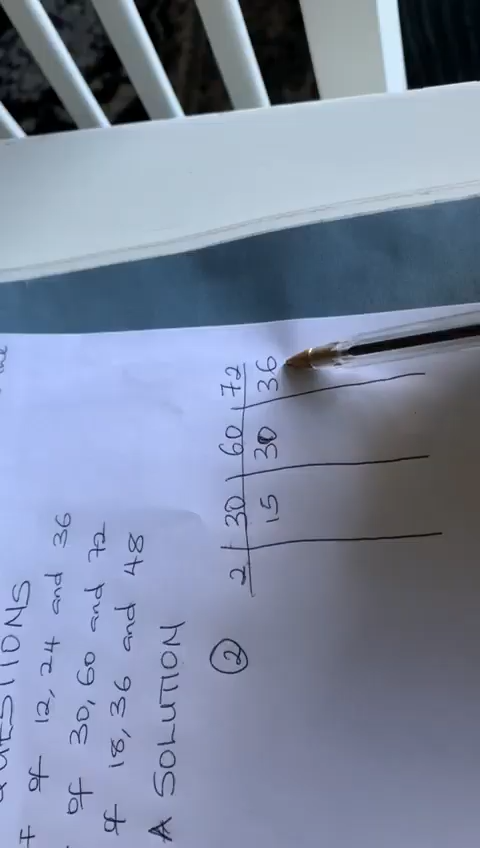 QUESTIONS
of 12, 24 and 36
of 30, 60 and 72
of 18, 36 and 48
A SOLUTION
② 2 30 60 72
15 30 36